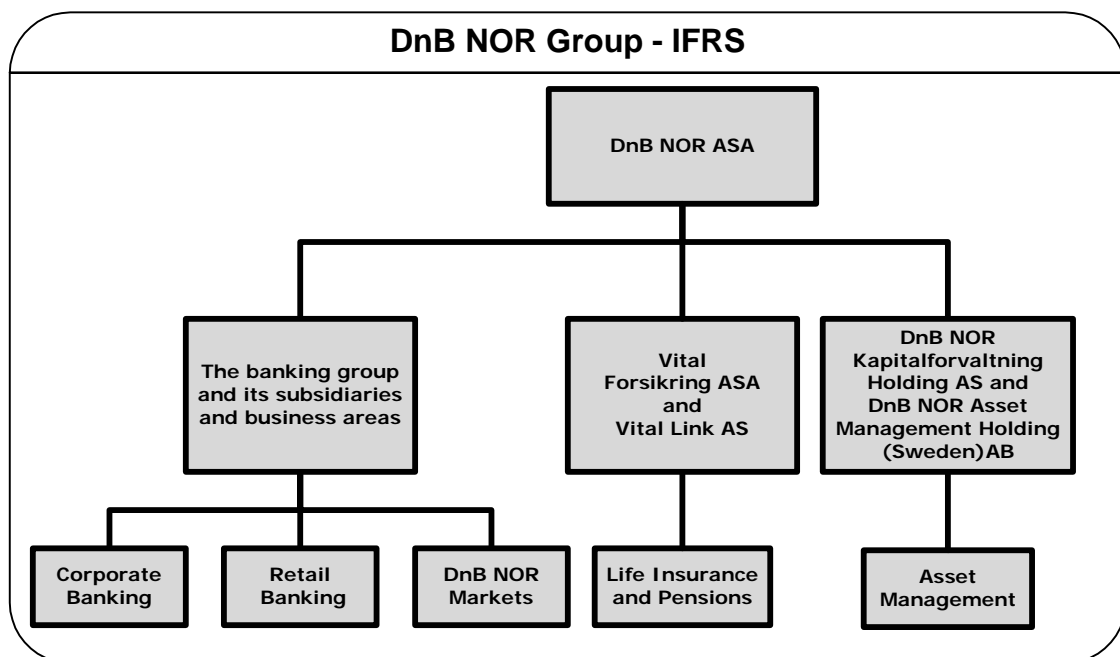 DnB NOR Group - IFRS
DnB NOR ASA
The banking group
and its subsidiaries
and business areas
Vital
Forsikring ASA
and
Vital Link AS
DnB NOR
Kapitalforvaltning
Holding AS and
DnB NOR Asset
Management Holding
(Sweden)AB
Corporate
Banking
Retail
Banking
DnB NOR
Markets
Life Insurance
and Pensions
Asset
Management